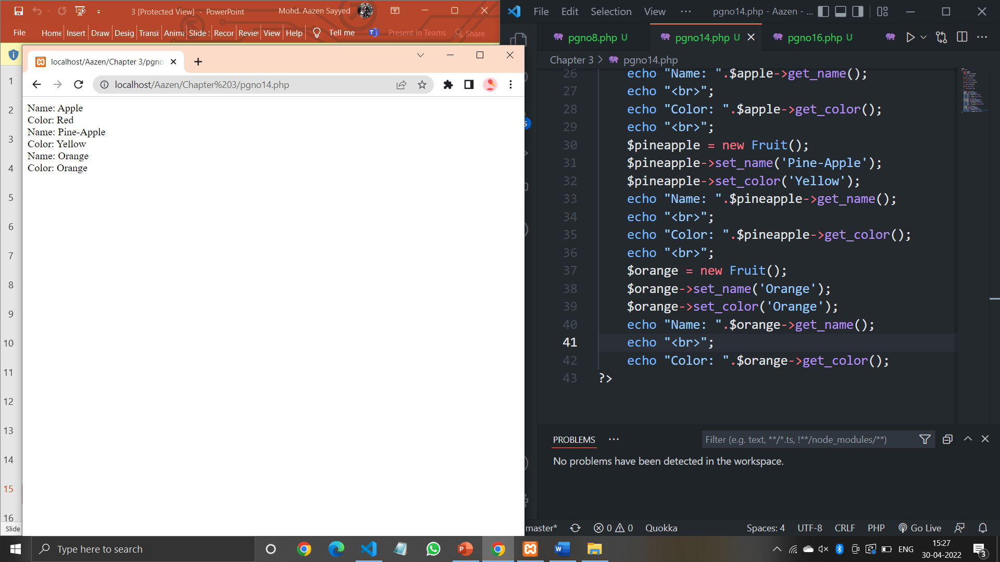 3 [Protected View] - PowerPoint
Mohd. Aazen Sayyed
File Home Insert Draw Desig Transi Anima Slide Recor Review View Help Tell me Present in Teams Share
localhost/Aazen/Chapter 3/pgno
localhost/Aazen/Chapter%203/pgno14.php
Name: Apple
Color: Red
Name: Pine-Apple
Color: Yellow
Name: Orange
Color: Orange
1
2
3
4
5
6
7
8
9
10
11
12
13
14
15
16
Slide
File Edit Selection View ··· pgno14.php - Aazen - ...
pgno8.php U pgno14.php U pgno16.php U
Chapter 3 > pgno14.php
26 echo "Name: ".$apple->get_name();
27 echo "<br>";
28 echo "Color: ".$apple->get_color();
29 echo "<br>";
30 $pineapple = new Fruit();
31 $pineapple->set_name('Pine-Apple');
32 $pineapple->set_color('Yellow');
33 echo "Name: ".$pineapple->get_name();
34 echo "<br>";
35 echo "Color: ".$pineapple->get_color();
36 echo "<br>";
37 $orange = new Fruit();
38 $orange->set_name('Orange');
39 $orange->set_color('Orange');
40 echo "Name: ".$orange->get_name();
41 echo "<br>";
42 echo "Color: ".$orange->get_color();
43 ?>
PROBLEMS ···
Filter (e.g. text, **/*.ts, !**/node_modules/**)
No problems have been detected in the workspace.
master* 0 0 Quokka Spaces: 4 UTF-8 CRLF PHP Go Live
Type here to search
ENG
15:27
30-04-2022
3